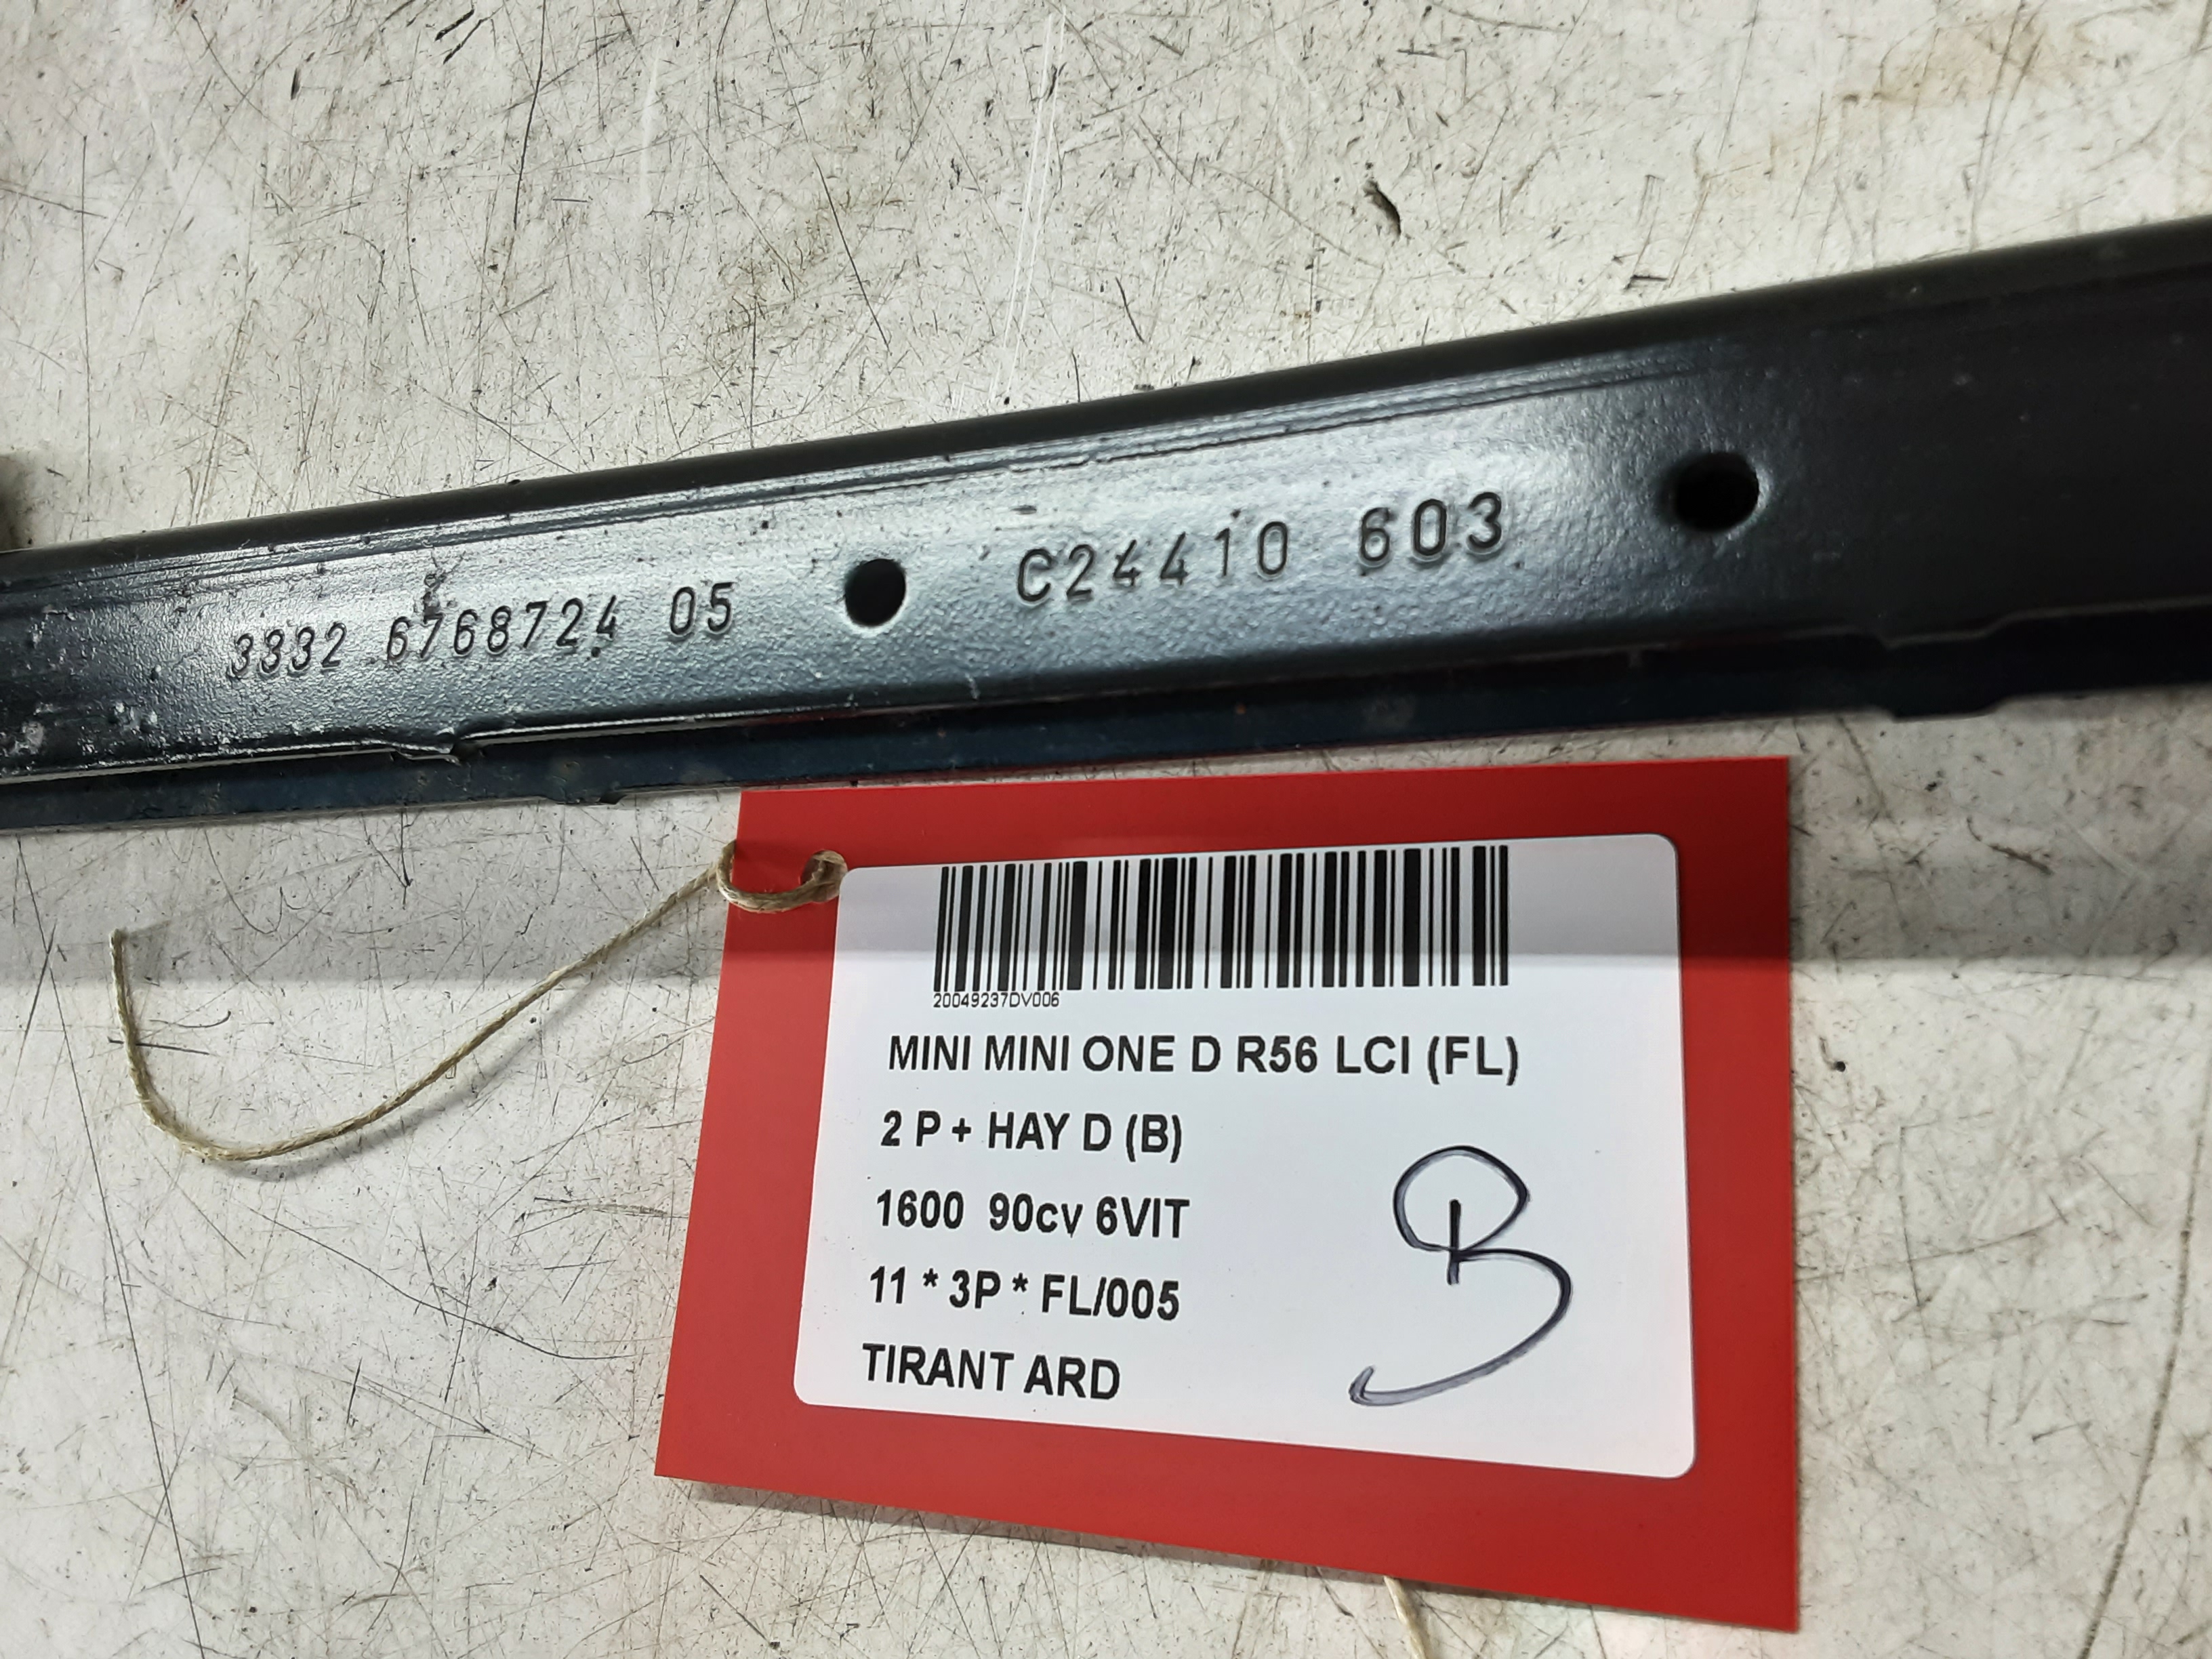 3332 6768724 05 C24410 603
20049237DV006
MINI MINI ONE D R56 LCI (FL)
2 P + HAY D (B)
1600 90cv 6VIT
11 * 3P * FL/005
TIRANT ARD
B